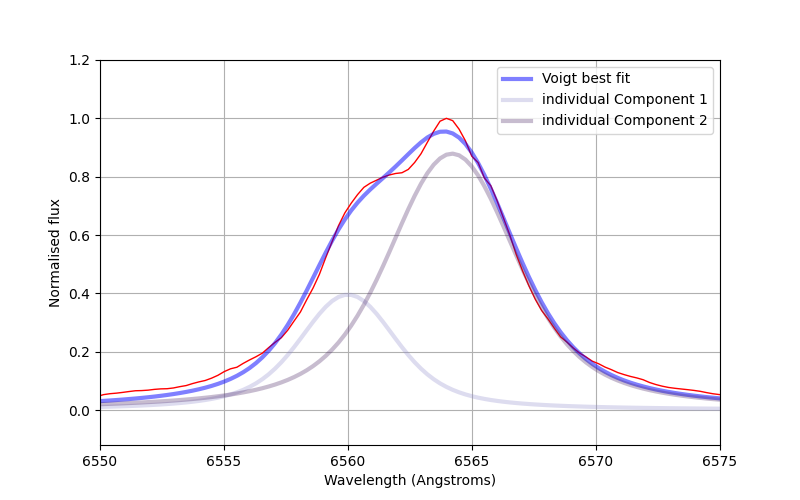 1.2
1.0
0.8
0.6
0.4
0.2
0.0
Normalised flux
Voigt best fit
individual Component 1
individual Component 2
6550 6555 6560 6565 6570 6575
Wavelength (Angstroms)